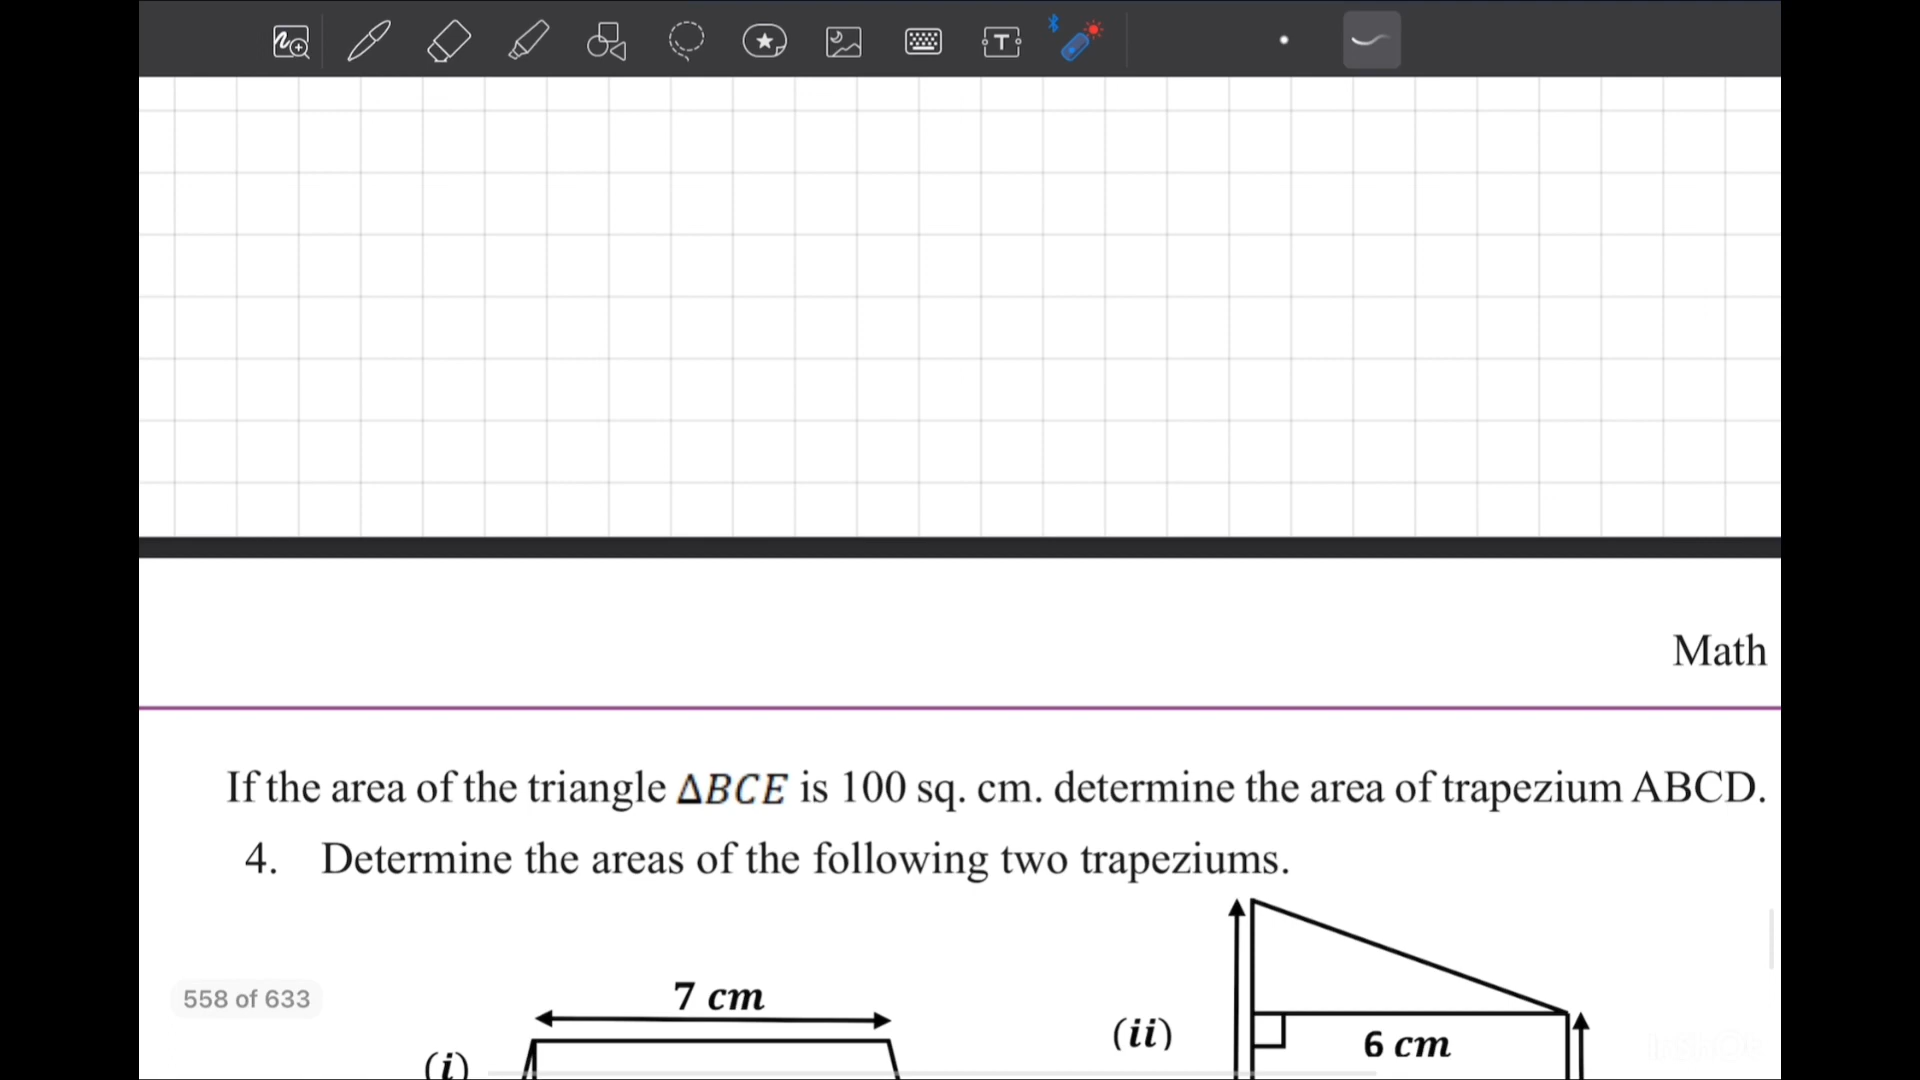 Math
If the area of the triangle ΔBCE is 100 sq. cm. determine the area of trapezium ABCD.
4. Determine the areas of the following two trapeziums.
558 of 633
7 cm
(i)
(ii)
6 cm